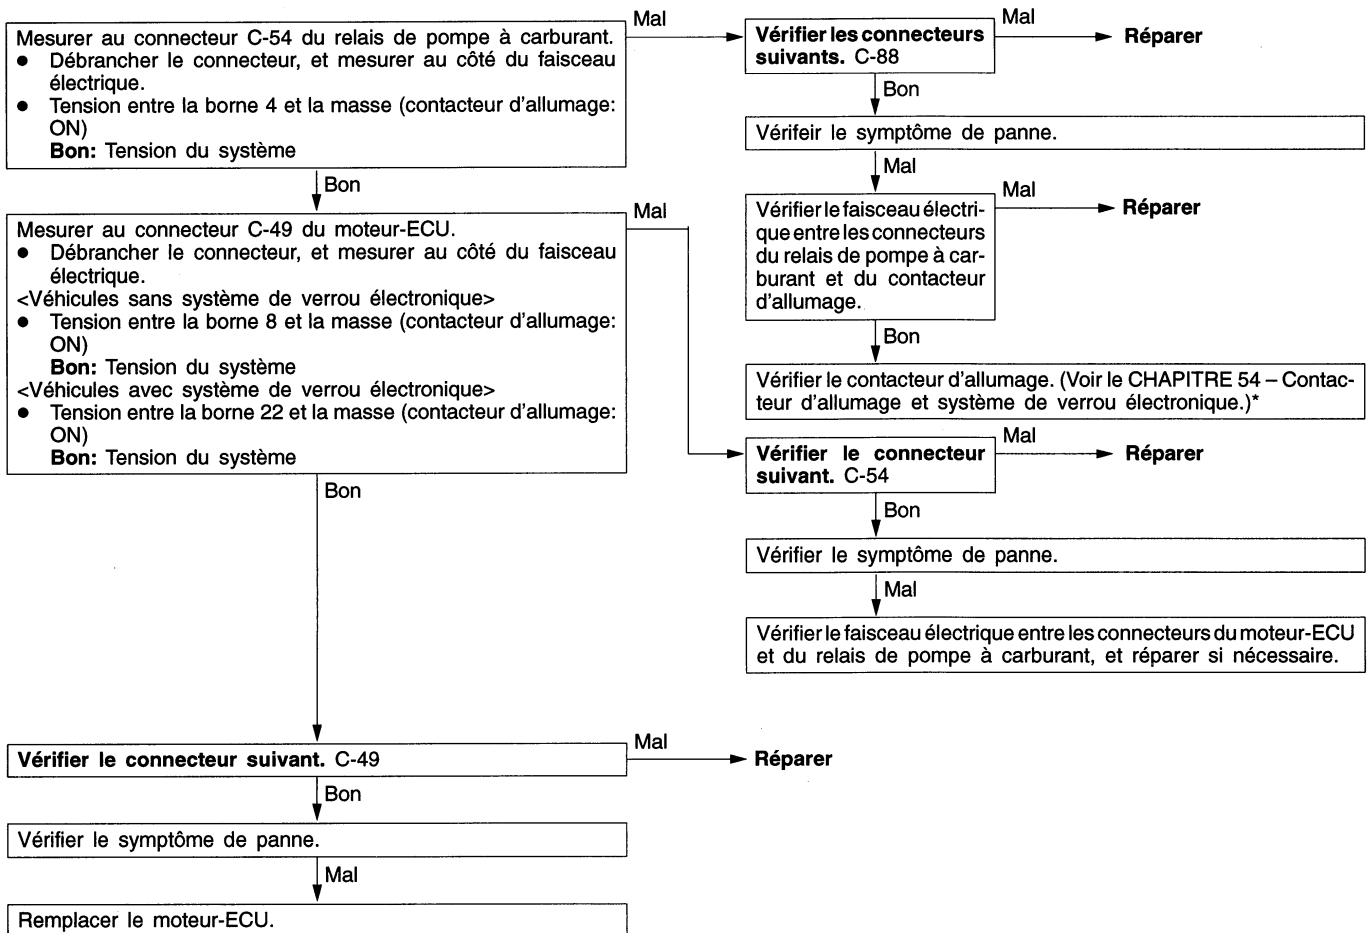 Mesurer au connecteur C-54 du relais de pompe à carburant.
● Débrancher le connecteur, et mesurer au côté du faisceau
électrique.
● Tension entre la borne 4 et la masse (contacteur d'allumage:
ON)
Bon: Tension du système
Mal
Vérifier les connecteurs
suivants. C-88
Mal
Réparer
Bon
Vérifeir le symptôme de panne.
Mal
Vérifier le faisceau électri-
que entre les connecteurs
du relais de pompe à car-
burant et du contacteur
d'allumage.
Mal
Réparer
Bon
Vérifier le contacteur d'allumage. (Voir le CHAPITRE 54 – Contac-
teur d'allumage et système de verrou électronique.)*
Bon
Mesurer au connecteur C-49 du moteur-ECU.
● Débrancher le connecteur, et mesurer au côté du faisceau
électrique.
<Véhicules sans système de verrou électronique>
● Tension entre la borne 8 et la masse (contacteur d'allumage:
ON)
Bon: Tension du système
<Véhicules avec système de verrou électronique>
● Tension entre la borne 22 et la masse (contacteur d'allumage:
ON)
Bon: Tension du système
Mal
Vérifier le connecteur
suivant. C-54
Mal
Réparer
Bon
Vérifier le symptôme de panne.
Mal
Vérifier le faisceau électrique entre les connecteurs du moteur-ECU
et du relais de pompe à carburant, et réparer si nécessaire.
Bon
Vérifier le connecteur suivant. C-49
Mal
Réparer
Bon
Vérifier le symptôme de panne.
Mal
Remplacer le moteur-ECU.